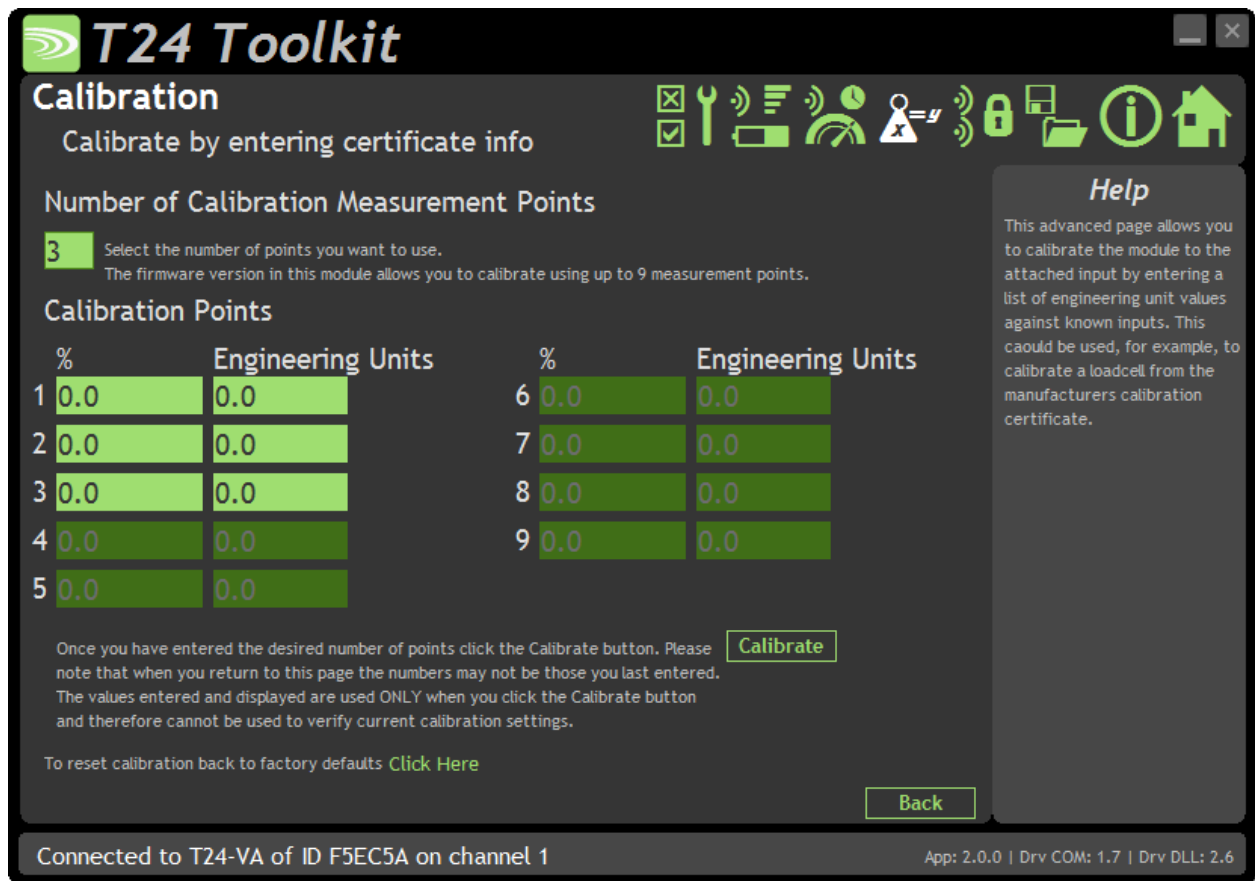 T24 Toolkit
Calibration
Calibrate by entering certificate info
x=y
Number of Calibration Measurement Points
3
Select the number of points you want to use.
The firmware version in this module allows you to calibrate using up to 9 measurement points.
Calibration Points
% Engineering Units % Engineering Units
1 0.0 0.0 6 0.0 0.0
2 0.0 0.0 7 0.0 0.0
3 0.0 0.0 8 0.0 0.0
4 0.0 0.0 9 0.0 0.0
5 0.0 0.0
Once you have entered the desired number of points click the Calibrate button. Please
note that when you return to this page the numbers may not be those you last entered.
The values entered and displayed are used ONLY when you click the Calibrate button
and therefore cannot be used to verify current calibration settings.
Calibrate
To reset calibration back to factory defaults Click Here
Back
Help
This advanced page allows you
to calibrate the module to the
attached input by entering a
list of engineering unit values
against known inputs. This
caould be used, for example, to
calibrate a loadcell from the
manufacturers calibration
certificate.
Connected to T24-VA of ID F5EC5A on channel 1
App: 2.0.0 | Drv COM: 1.7 | Drv DLL: 2.6